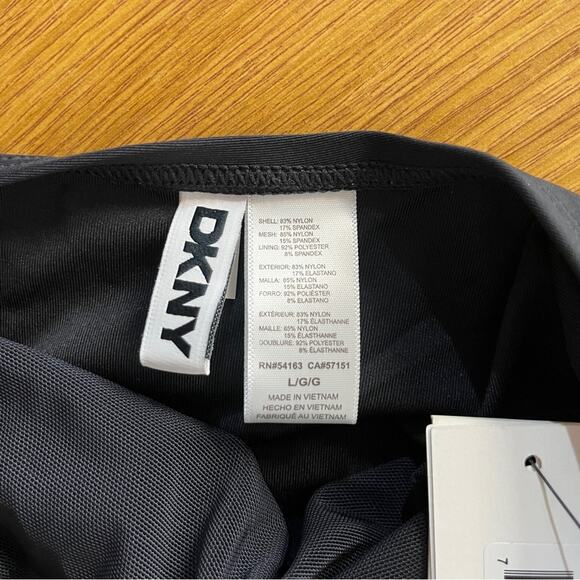 DKNY
SHELL: 83% NYLON
17% SPANDEX
MESH: 85% NYLON
15% SPANDEX
LINING: 92% POLYESTER
8% SPANDEX
EXTERIOR: 83% NYLON
17% ELASTANO
MALLA: 85% NYLON
15% ELASTANO
FORRO: 92% POLIÉSTER
8% ELASTANO
EXTÉRIEUR: 83% NYLON
17% ÉLASTHANNE
MAILLE: 85% NYLON
15% ÉLASTHANNE
DOUBLURE: 92% POLYESTER
8% ÉLASTHANNE
RN#54163 CA#57151
L/G/G
MADE IN VIETNAM
HECHO EN VIETNAM
FABRIQUÉ AU VIETNAM
7